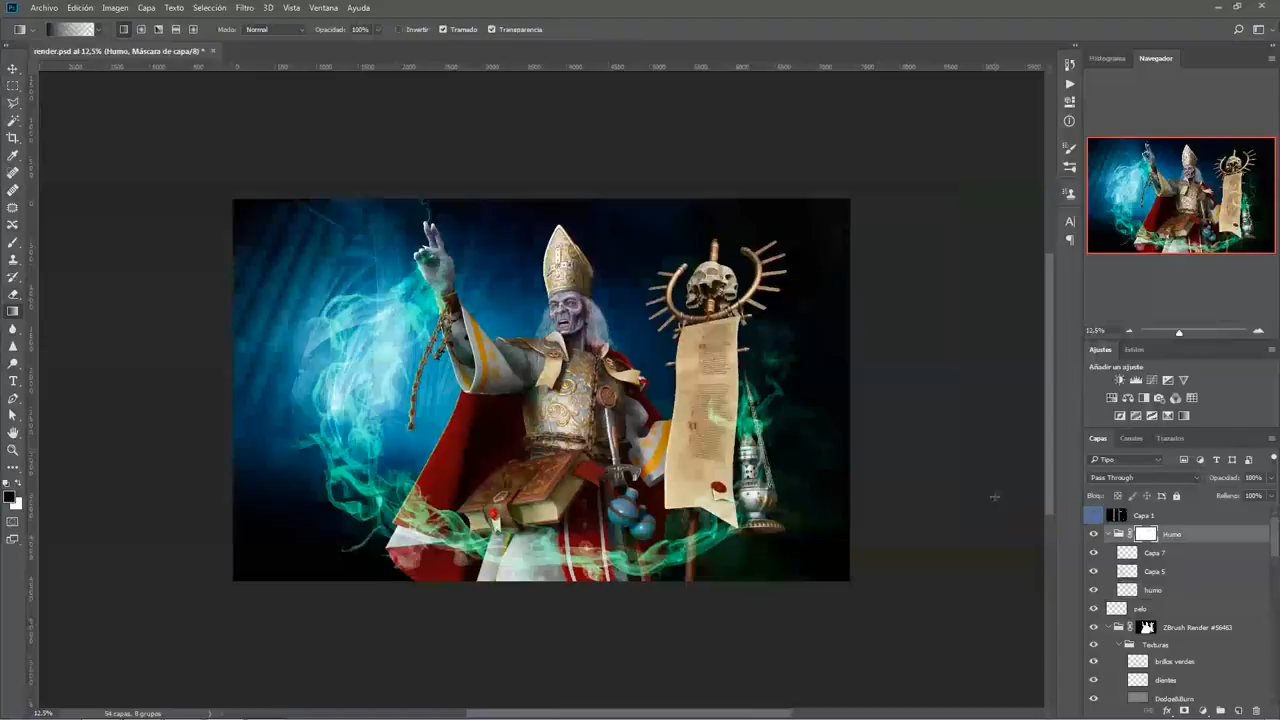 Archivo Edición Imagen Capa Texto Selección Filtro 3D Vista Ventana Ayuda
Modo: Normal Opacidad: 100% Invertir Tramado Transparencia
render.psd al 12,5% (Humo, Máscara de capa/8) *
Histograma Navegador
12,5%
Ajustes Estilos
Añadir un ajuste
Capas Canales Trazados
Tipo
Pass Through Opacidad: 100%
Bloq.: Relleno: 100%
Capa 1
Humo
Capa 7
Capa 5
humo
pelo
ZBrush Render #56463
Texturas
brillos verdes
dientes
Dodge&Burn
12,5% 54 capas, 8 grupos